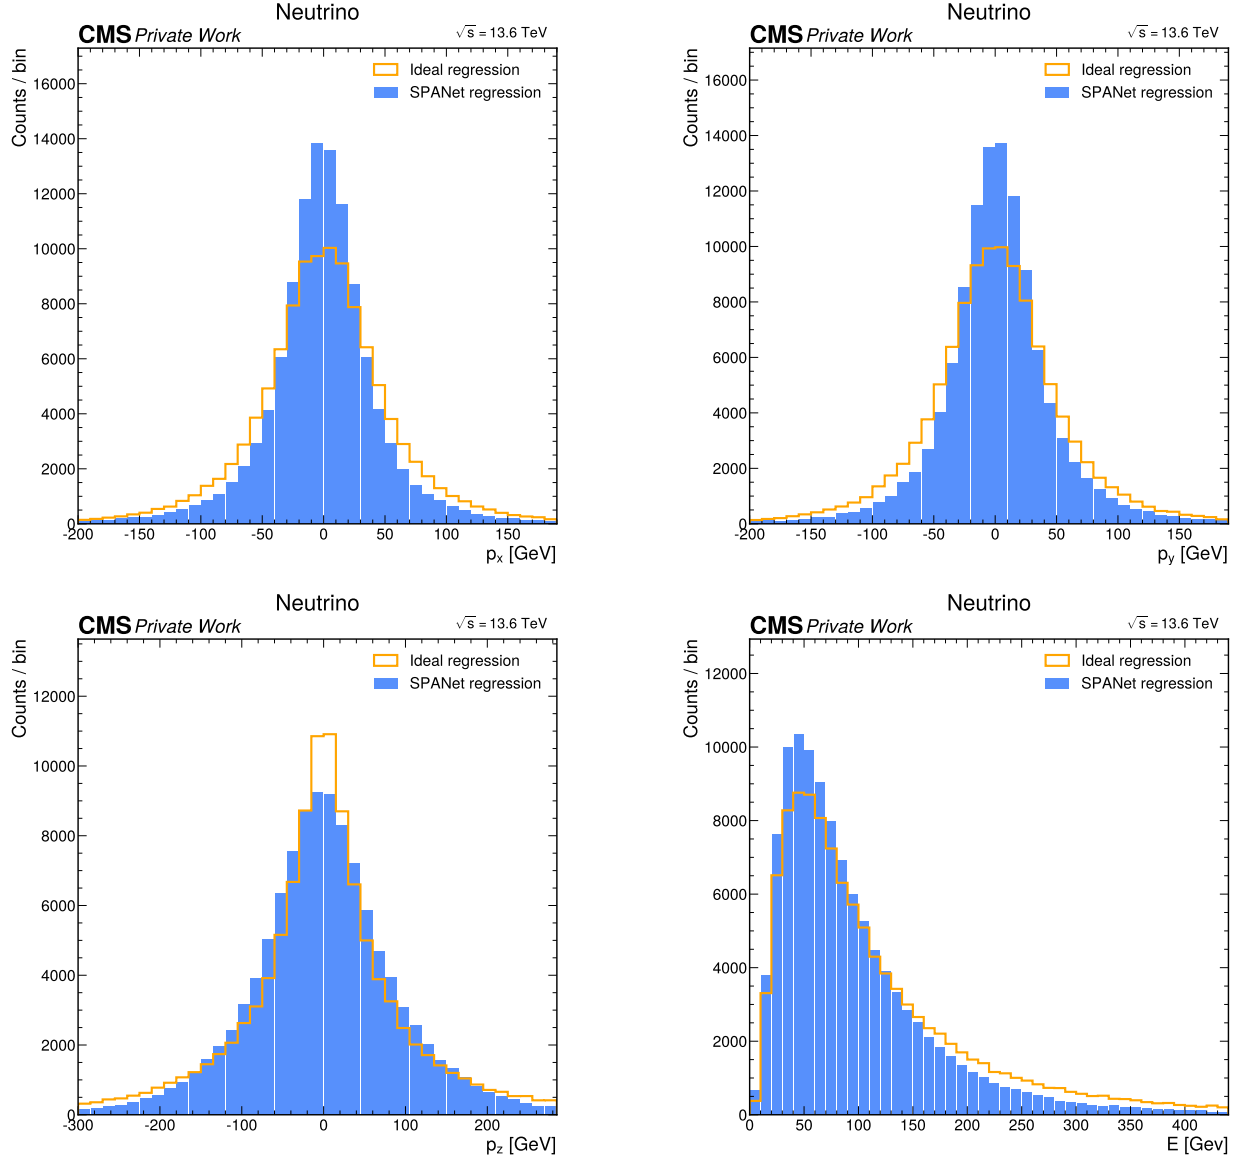 Neutrino
CMS Private Work
√s = 13.6 TeV
Counts / bin
Ideal regression
SPANet regression
16000
14000
12000
10000
8000
6000
4000
2000
0
-200 -150 -100 -50 0 50 100 150
px [GeV]
Neutrino
CMS Private Work
√s = 13.6 TeV
Counts / bin
Ideal regression
SPANet regression
16000
14000
12000
10000
8000
6000
4000
2000
0
-200 -150 -100 -50 0 50 100 150
py [GeV]
Neutrino
CMS Private Work
√s = 13.6 TeV
Counts / bin
Ideal regression
SPANet regression
12000
10000
8000
6000
4000
2000
0
-300 -200 -100 0 100 200
pz [GeV]
Neutrino
CMS Private Work
√s = 13.6 TeV
Counts / bin
Ideal regression
SPANet regression
12000
10000
8000
6000
4000
2000
0
0 50 100 150 200 250 300 350 400
E [Gev]